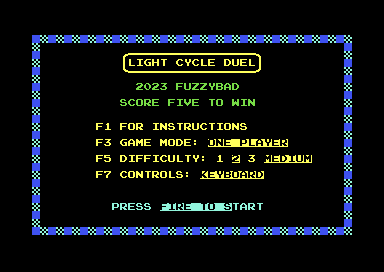 LIGHT CYCLE DUEL
2023 FUZZYBAD
SCORE FIVE TO WIN
F1 FOR INSTRUCTIONS
F3 GAME MODE: ONE PLAYER
F5 DIFFICULTY: 1 2 3 MEDIUM
F7 CONTROLS: KEYBOARD
PRESS FIRE TO START